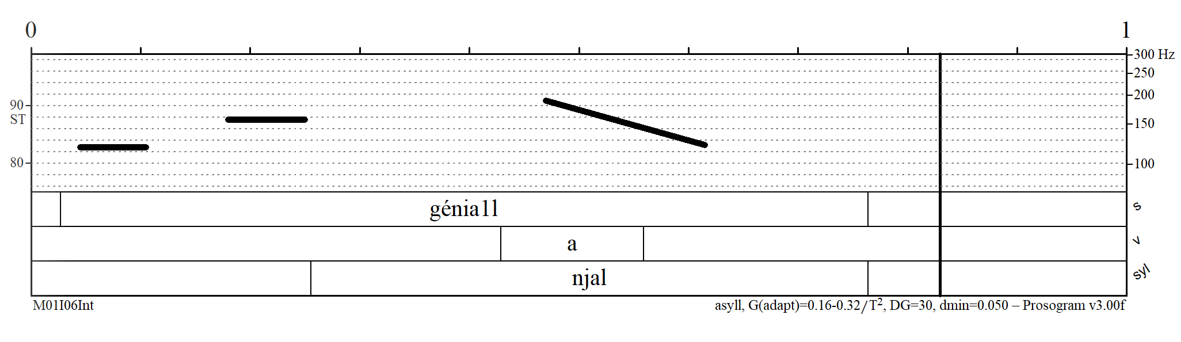 0 1
300 Hz
250
90 200
ST
150
80 100
génia1l s
a v
njal syl
M01I06Int asyll, G(adapt)=0.16-0.32/T², DG=30, dmin=0.050 – Prosogram v3.00f